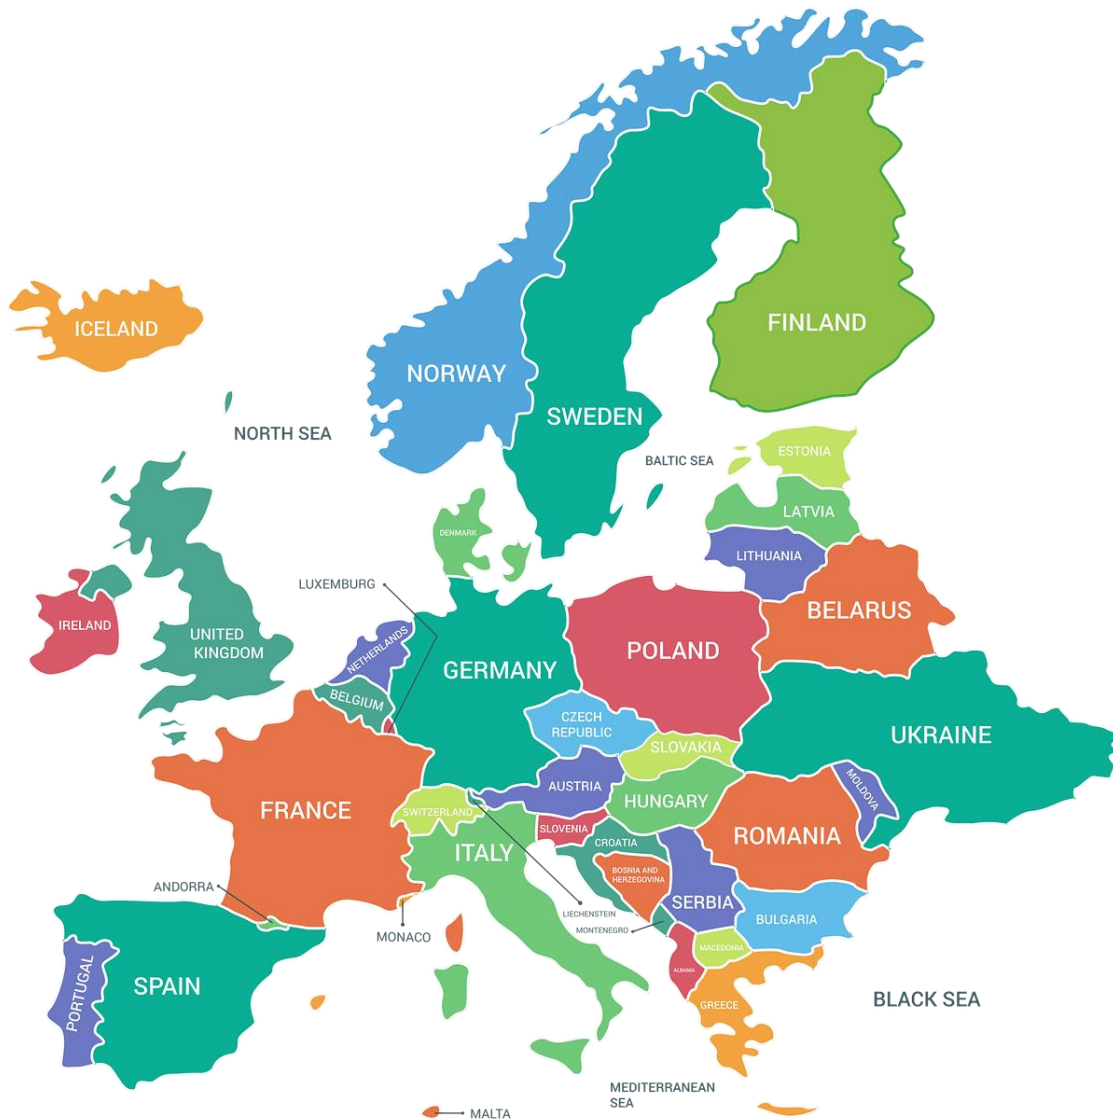 ICELAND
NORWAY
SWEDEN
FINLAND
NORTH SEA
BALTIC SEA
ESTONIA
LATVIA
LITHUANIA
DENMARK
BELARUS
LUXEMBURG
IRELAND
UNITED
KINGDOM
NETHERLANDS
BELGIUM
GERMANY
POLAND
CZECH
REPUBLIC
SLOVAKIA
UKRAINE
FRANCE
SWITZERLAND
AUSTRIA
HUNGARY
MOLDOVA
ITALY
SLOVENIA
CROATIA
ROMANIA
BOSNIA AND
HERZEGOVINA
ANDORRA
LIECHENSTEIN
SERBIA
BULGARIA
MONACO
MONTENEGRO
MACEDONIA
ALBANIA
PORTUGAL
SPAIN
GREECE
BLACK SEA
MEDITERRANEAN
SEA
MALTA